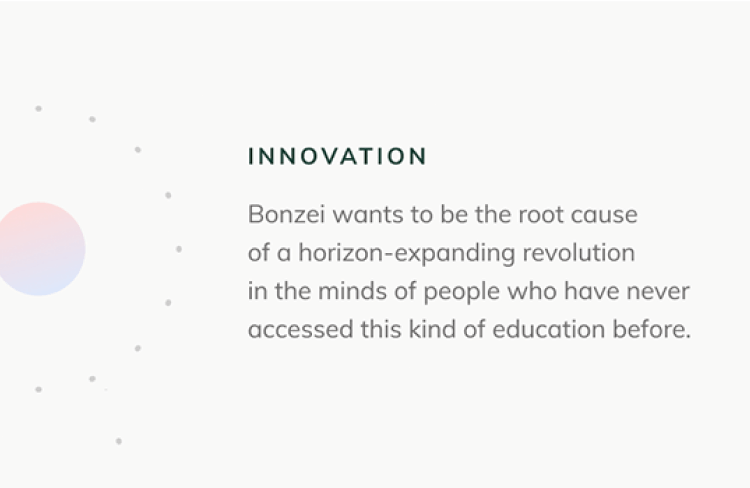 INNOVATION
Bonzei wants to be the root cause
of a horizon-expanding revolution
in the minds of people who have never
accessed this kind of education before.